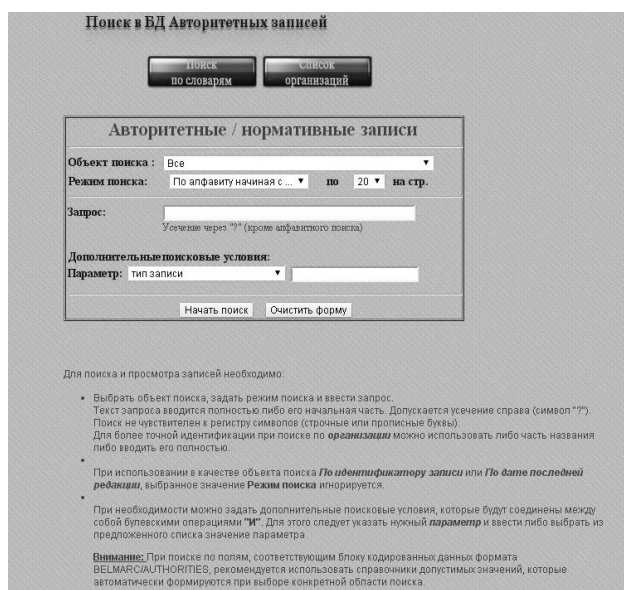 Поиск в БД Авторитетных записей
Поиск
по словарям
Список
организаций
Авторитетные / нормативные записи
Объект поиска : Все
Режим поиска: По алфавиту начиная с ... по 20 на стр.
Запрос:
Усечение через "?" (кроме алфавитного поиска)
Дополнительные поисковые условия:
Параметр: тип записи
Начать поиск Очистить форму
Для поиска и просмотра записей необходимо:
Выбрать объект поиска, задать режим поиска и ввести запрос.
Текст запроса вводится полностью либо его начальная часть. Допускается усечение справа (символ "?").
Поиск не чувствителен к регистру символов (строчные или прописные буквы).
Для более точной идентификации при поиске по организации можно использовать либо часть названия
либо вводить его полностью.
При использовании в качестве объекта поиска По идентификатору записи или По дате последней
редакции, выбранное значение Режим поиска игнорируется.
При необходимости можно задать дополнительные поисковые условия, которые будут соединены между
собой булевскими операциями "И". Для этого следует указать нужный параметр и ввести либо выбрать из
предложенного списка значение параметра
Внимание: При поиске по полям, соответствующим блоку кодированных данных формата
BELMARC/AUTHORITIES, рекомендуется использовать справочники допустимых значений, которые
автоматически формируются при выборе конкретной области поиска.